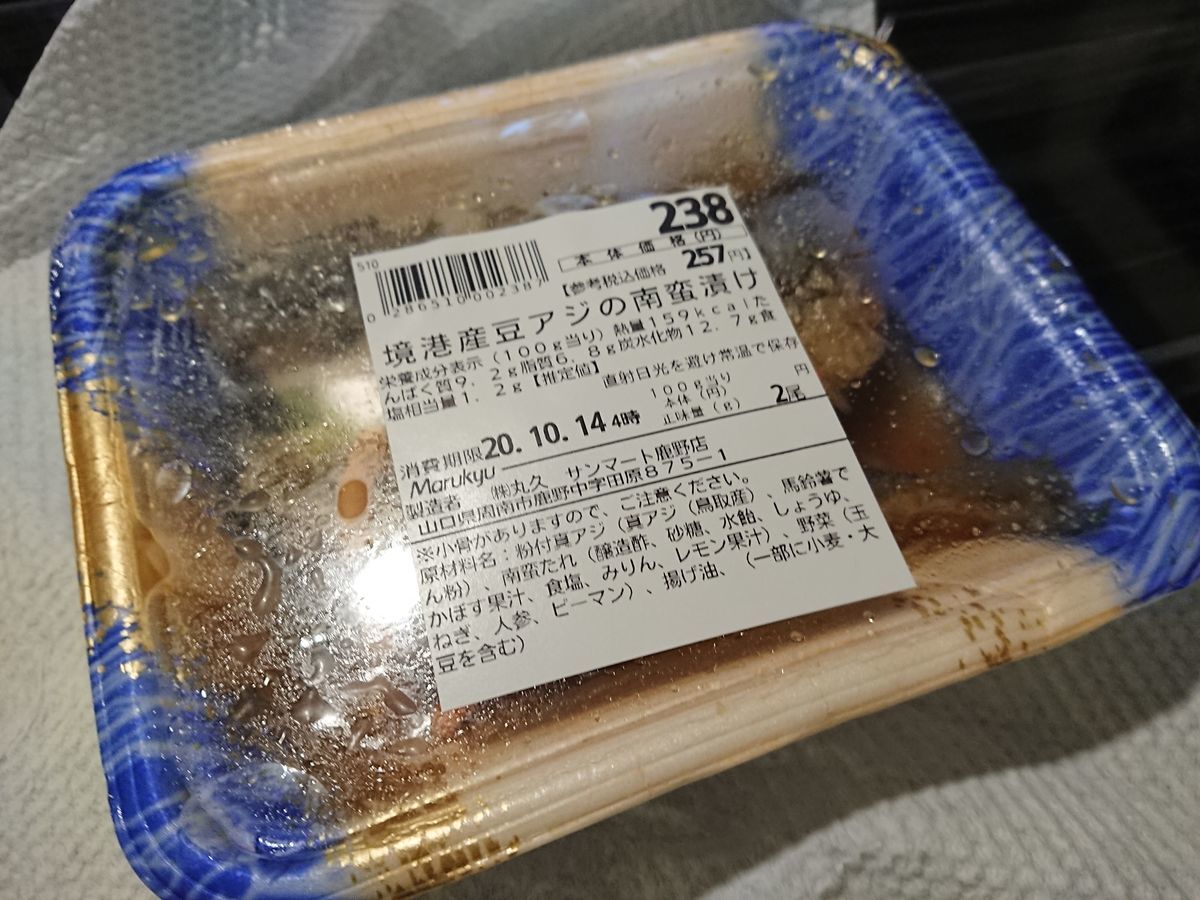 510
0286510002387
238
本体価格(円)
【参考税込価格 257円】
境港産豆アジの南蛮漬け
栄養成分表示(100g当り)熱量159kcalた
んぱく質9.2g脂質6.8g炭水化物12.7g食
塩相当量1.2g【推定値】
直射日光を避け常温で保存
100g当り 円
本体(円)
正味量(g) 2尾
消費期限20.10.14 4時
Marukyu
製造者 ㈱丸久 サンマート鹿野店
山口県周南市鹿野中字田原875-1
※小骨がありますので、ご注意ください。
原材料名:粉付真アジ(真アジ(鳥取産)、馬鈴薯で
ん粉)、南蛮たれ(醸造酢、砂糖、水飴、しょうゆ、
かぼす果汁、食塩、みりん、レモン果汁)、野菜(玉
ねぎ、人参、ピーマン)、揚げ油、(一部に小麦・大
豆を含む)